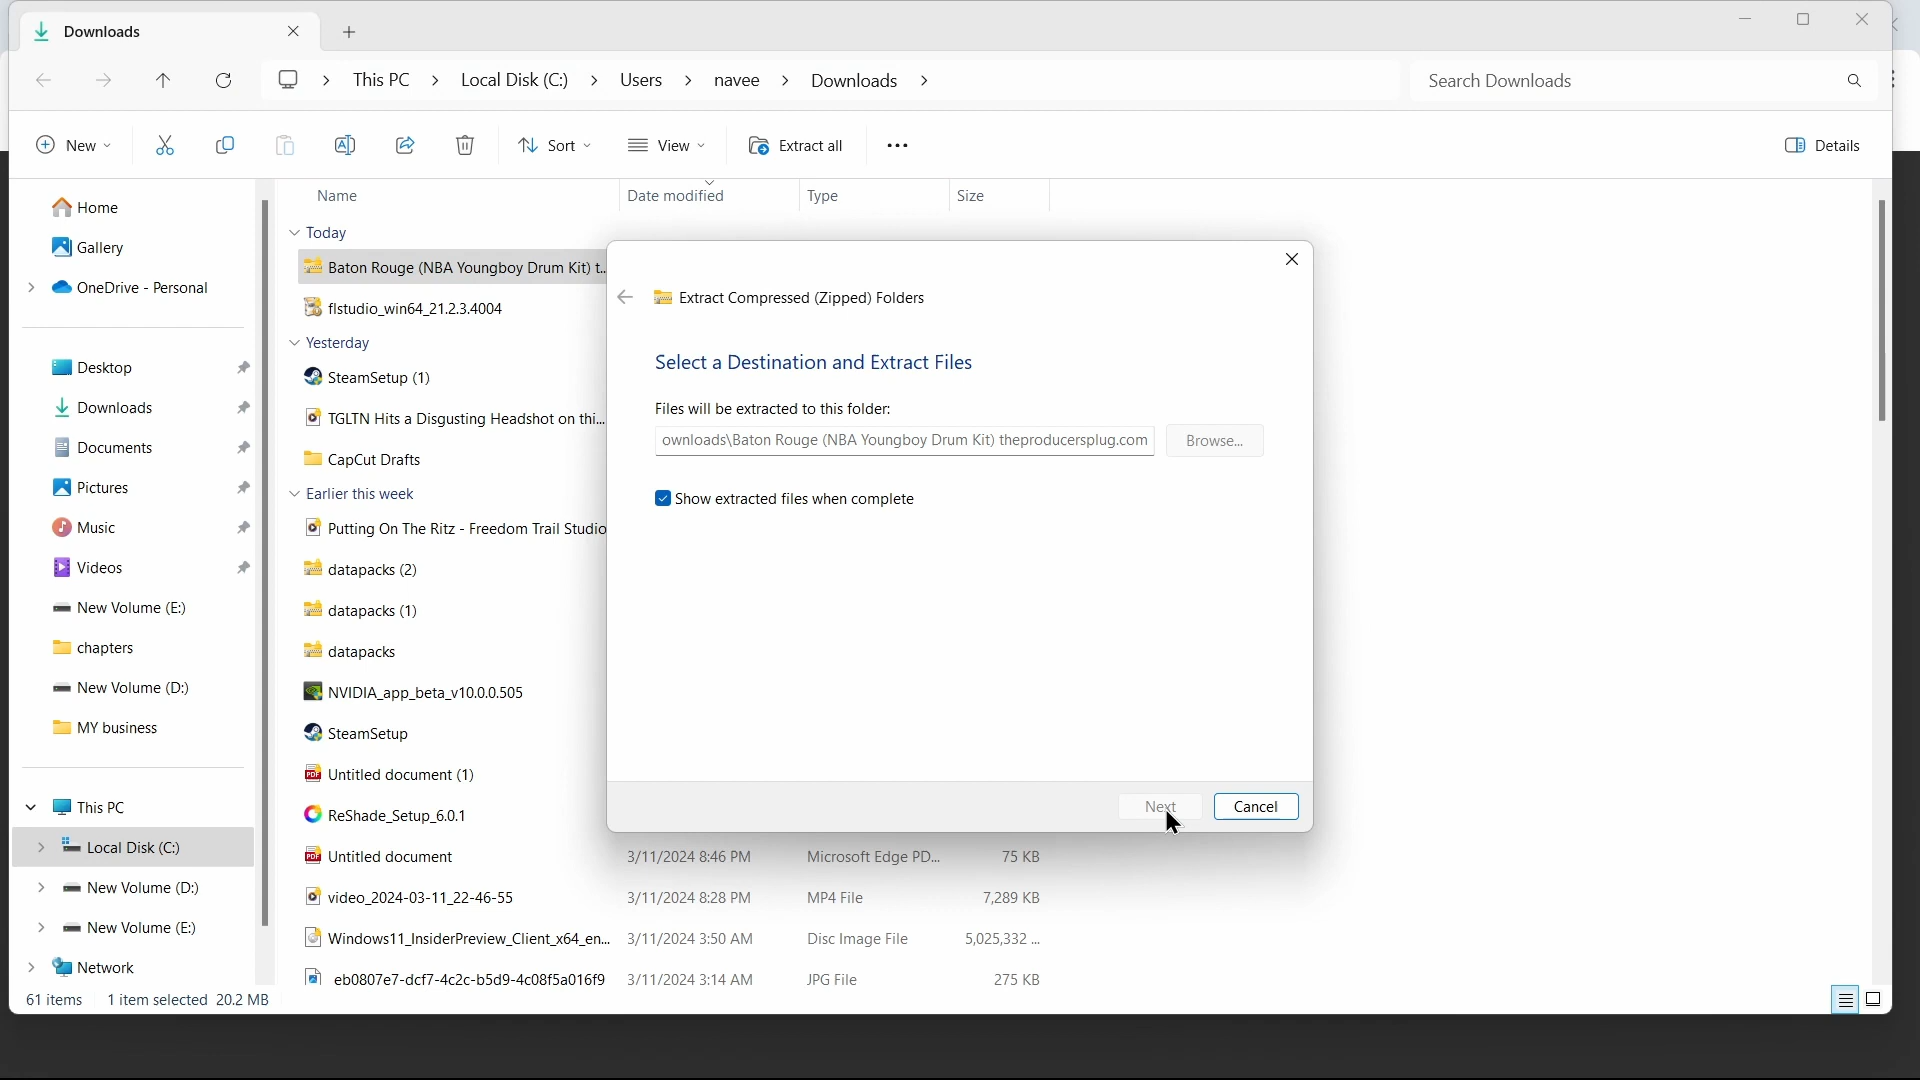 Downloads
This PC > Local Disk (C:) > Users > navee > Downloads >
Search Downloads
New
Sort
View
Extract all
Details
Name
Date modified
Type
Size
Home
Gallery
OneDrive - Personal
Desktop
Downloads
Documents
Pictures
Music
Videos
New Volume (E:)
chapters
New Volume (D:)
MY business
This PC
Local Disk (C:)
New Volume (D:)
New Volume (E:)
Network
Today
Baton Rouge (NBA Youngboy Drum Kit) t...
flstudio_win64_21.2.3.4004
Yesterday
SteamSetup (1)
TGLTN Hits a Disgusting Headshot on thi...
CapCut Drafts
Earlier this week
Putting On The Ritz - Freedom Trail Studio
datapacks (2)
datapacks (1)
datapacks
NVIDIA_app_beta_v10.0.0.505
SteamSetup
Untitled document (1)
ReShade_Setup_6.0.1
Untitled document 3/11/2024 8:46 PM Microsoft Edge PD... 75 KB
video_2024-03-11_22-46-55 3/11/2024 8:28 PM MP4 File 7,289 KB
Windows11_InsiderPreview_Client_x64_en... 3/11/2024 3:50 AM Disc Image File 5,025,332 ...
eb0807e7-dcf7-4c2c-b5d9-4c08f5a016f9 3/11/2024 3:14 AM JPG File 275 KB
Extract Compressed (Zipped) Folders
Select a Destination and Extract Files
Files will be extracted to this folder:
ownloads\Baton Rouge (NBA Youngboy Drum Kit) theproducersplug.com
Browse...
Show extracted files when complete
Next
Cancel
61 items 1 item selected 20.2 MB